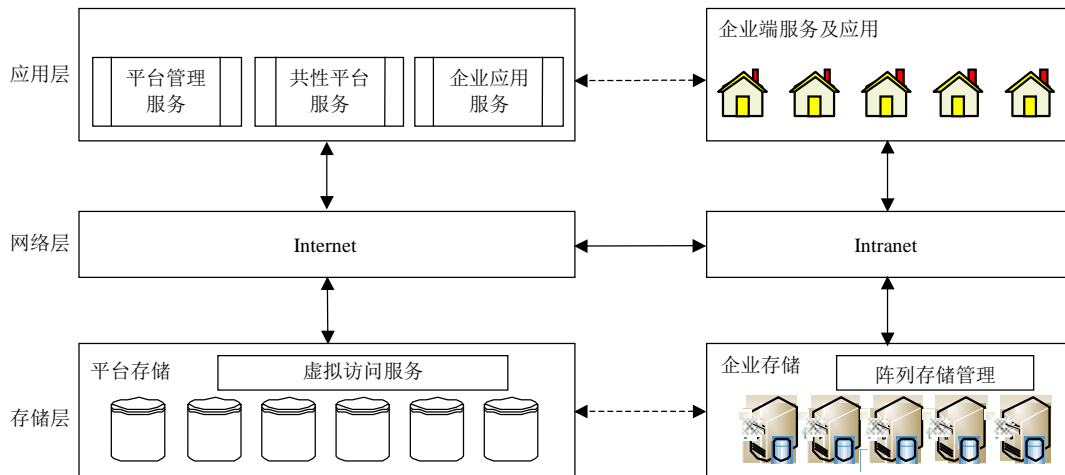 企业端服务及应用
应用层
平台管理
服务
共性平台
服务
企业应用
服务
网络层
Internet
Intranet
平台存储
虚拟访问服务
企业存储
阵列存储管理
存储层